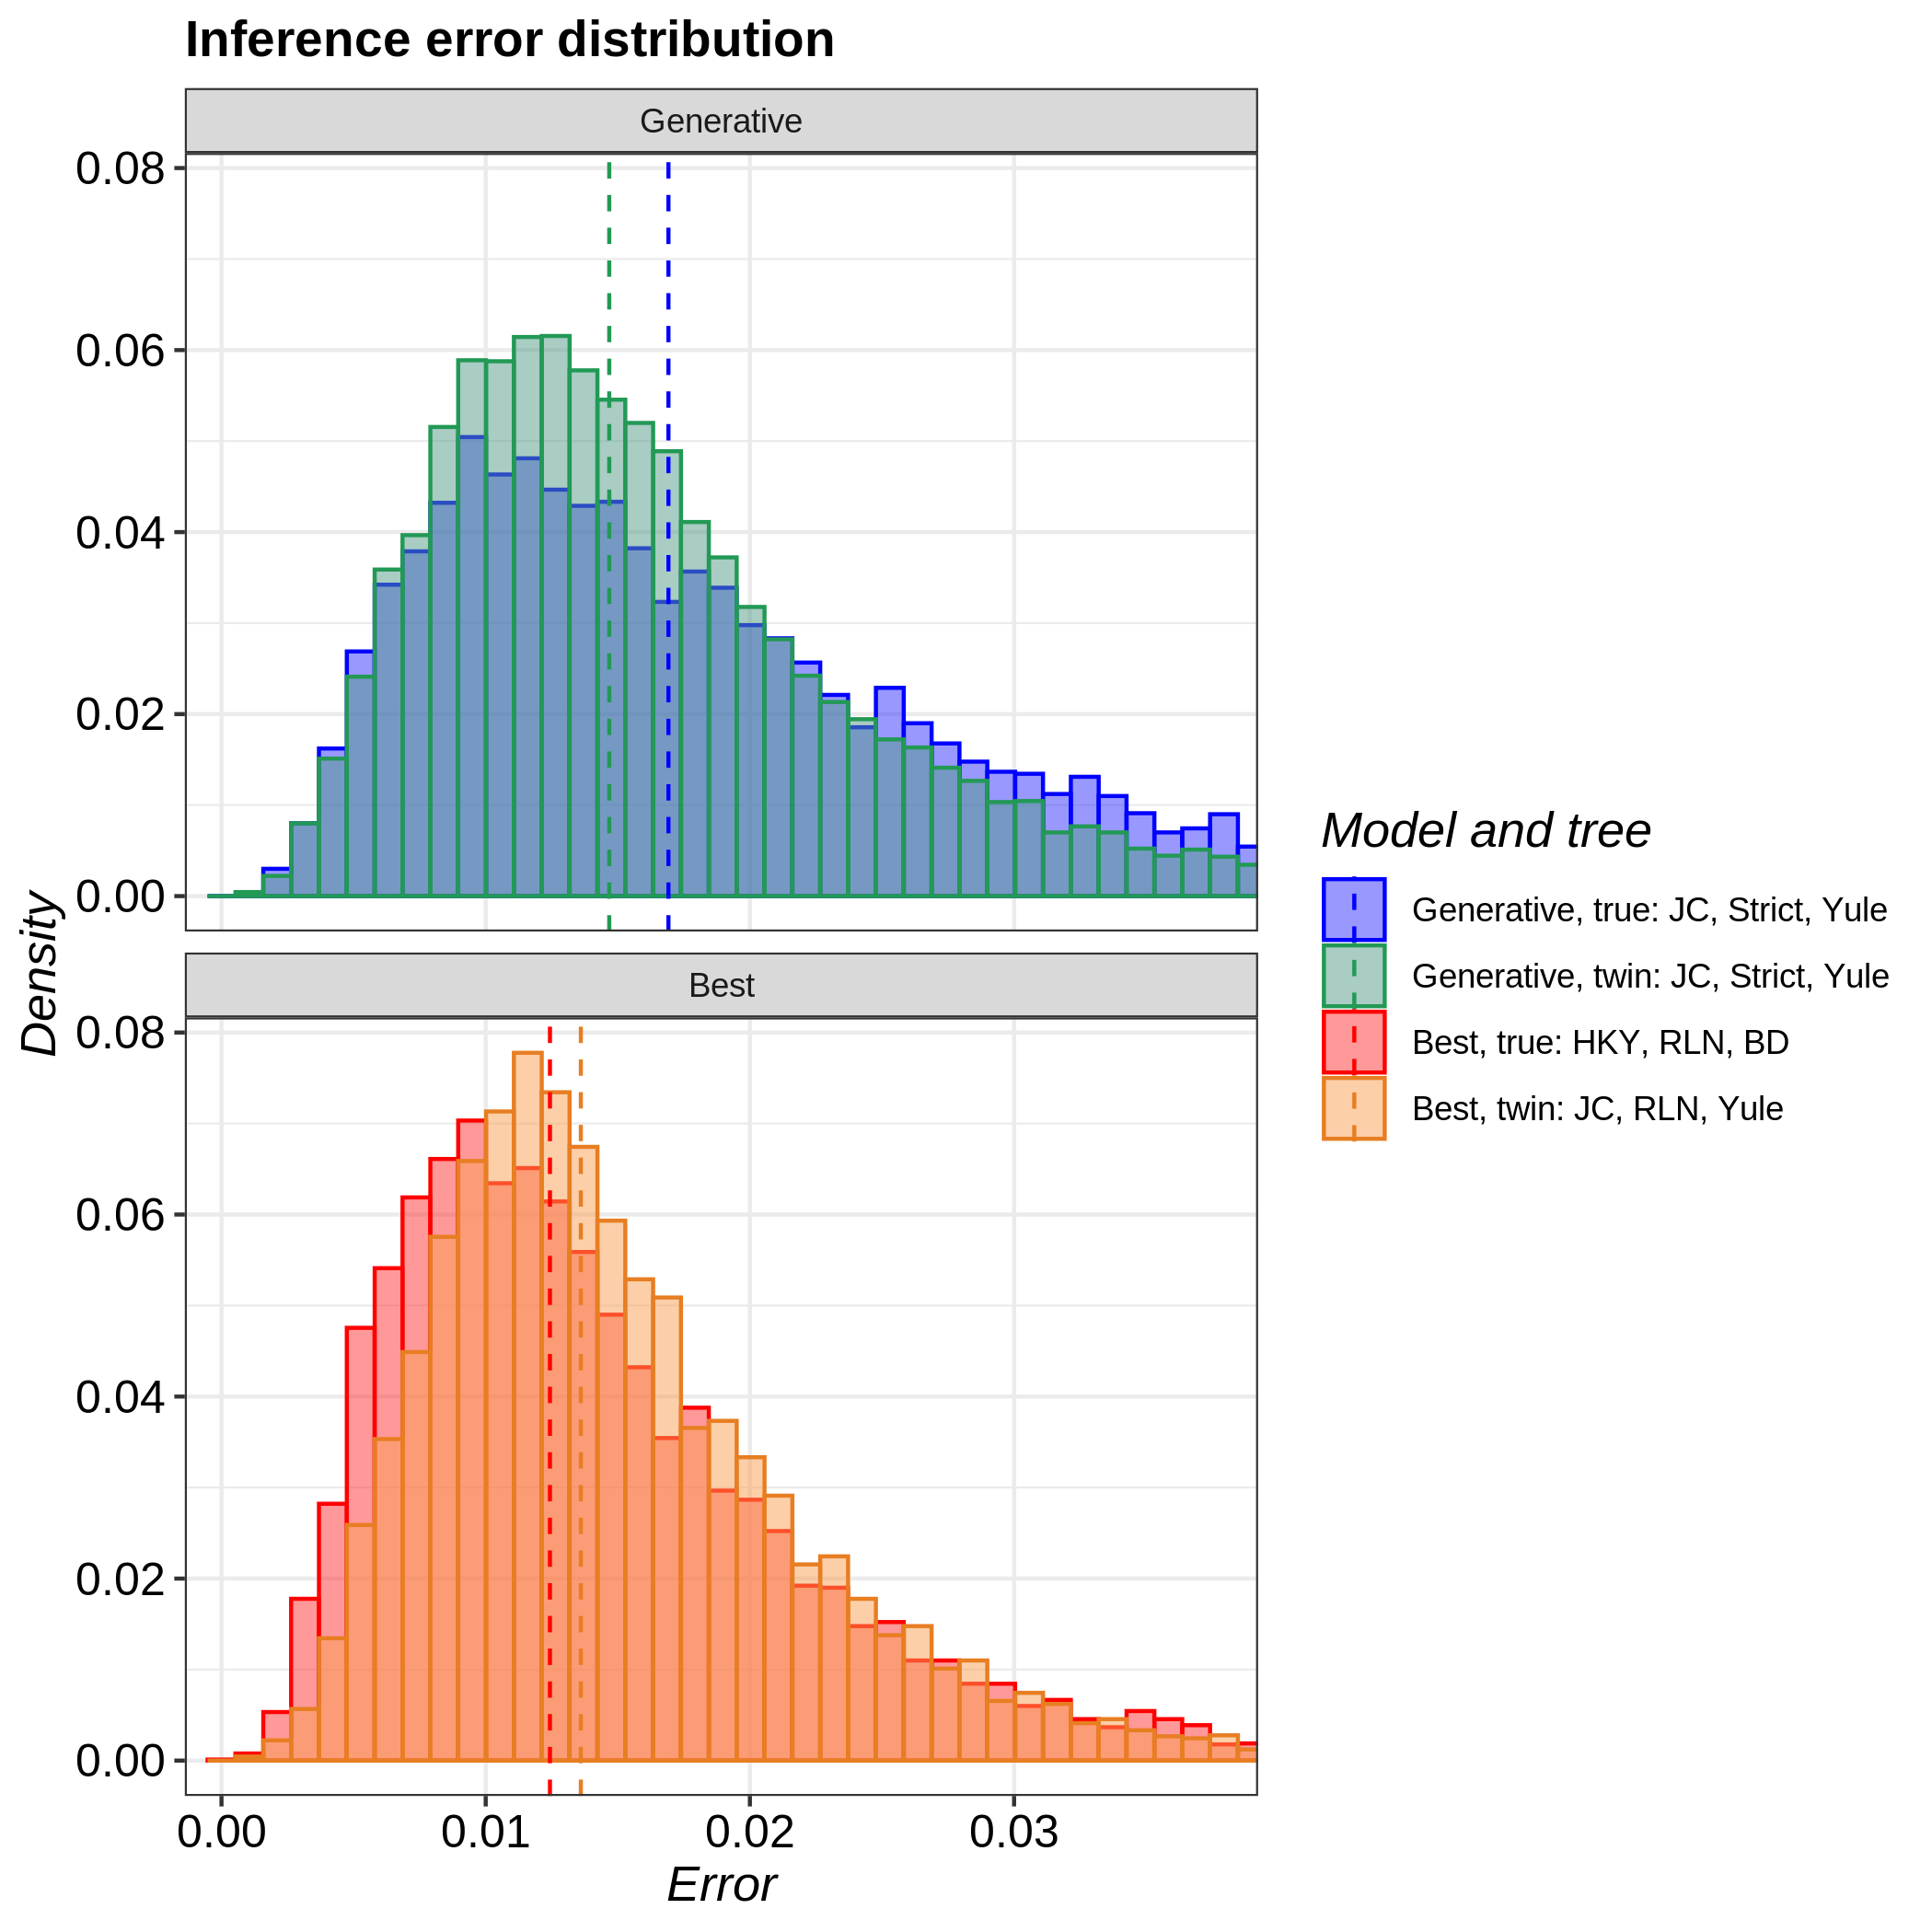 Inference error distribution
Generative
0.08
0.06
0.04
0.02
0.00
Density
Best
0.08
0.06
0.04
0.02
0.00
0.00 0.01 0.02 0.03
Error
Model and tree
Generative, true: JC, Strict, Yule
Generative, twin: JC, Strict, Yule
Best, true: HKY, RLN, BD
Best, twin: JC, RLN, Yule